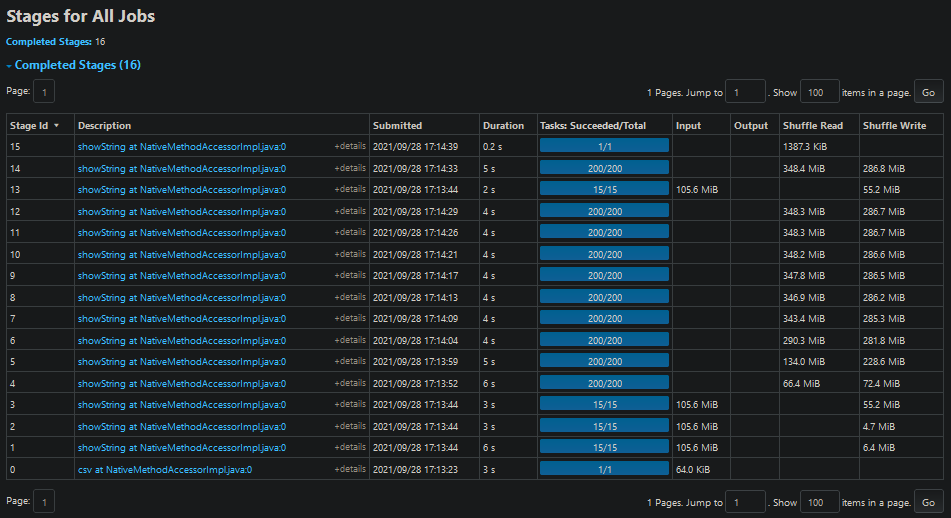 Stages for All Jobs
Completed Stages: 16
Completed Stages (16)
Page: 1 1 Pages. Jump to 1 . Show 100 items in a page. Go
Stage Id Description Submitted Duration Tasks: Succeeded/Total Input Output Shuffle Read Shuffle Write
15 showString at NativeMethodAccessorImpl.java:0 +details 2021/09/28 17:14:39 0.2 s 1/1 1387.3 KiB
14 showString at NativeMethodAccessorImpl.java:0 +details 2021/09/28 17:14:33 5 s 200/200 348.4 MiB 286.8 MiB
13 showString at NativeMethodAccessorImpl.java:0 +details 2021/09/28 17:13:44 2 s 15/15 105.6 MiB 55.2 MiB
12 showString at NativeMethodAccessorImpl.java:0 +details 2021/09/28 17:14:29 4 s 200/200 348.3 MiB 286.7 MiB
11 showString at NativeMethodAccessorImpl.java:0 +details 2021/09/28 17:14:26 4 s 200/200 348.3 MiB 286.7 MiB
10 showString at NativeMethodAccessorImpl.java:0 +details 2021/09/28 17:14:21 4 s 200/200 348.2 MiB 286.6 MiB
9 showString at NativeMethodAccessorImpl.java:0 +details 2021/09/28 17:14:17 4 s 200/200 347.8 MiB 286.5 MiB
8 showString at NativeMethodAccessorImpl.java:0 +details 2021/09/28 17:14:13 4 s 200/200 346.9 MiB 286.2 MiB
7 showString at NativeMethodAccessorImpl.java:0 +details 2021/09/28 17:14:09 4 s 200/200 343.4 MiB 285.3 MiB
6 showString at NativeMethodAccessorImpl.java:0 +details 2021/09/28 17:14:04 4 s 200/200 290.3 MiB 281.8 MiB
5 showString at NativeMethodAccessorImpl.java:0 +details 2021/09/28 17:13:59 5 s 200/200 134.0 MiB 228.6 MiB
4 showString at NativeMethodAccessorImpl.java:0 +details 2021/09/28 17:13:52 6 s 200/200 66.4 MiB 72.4 MiB
3 showString at NativeMethodAccessorImpl.java:0 +details 2021/09/28 17:13:44 3 s 15/15 105.6 MiB 55.2 MiB
2 showString at NativeMethodAccessorImpl.java:0 +details 2021/09/28 17:13:44 3 s 15/15 105.6 MiB 4.7 MiB
1 showString at NativeMethodAccessorImpl.java:0 +details 2021/09/28 17:13:44 6 s 15/15 105.6 MiB 6.4 MiB
0 csv at NativeMethodAccessorImpl.java:0 +details 2021/09/28 17:13:23 3 s 1/1 64.0 KiB
Page: 1 1 Pages. Jump to 1 . Show 100 items in a page. Go